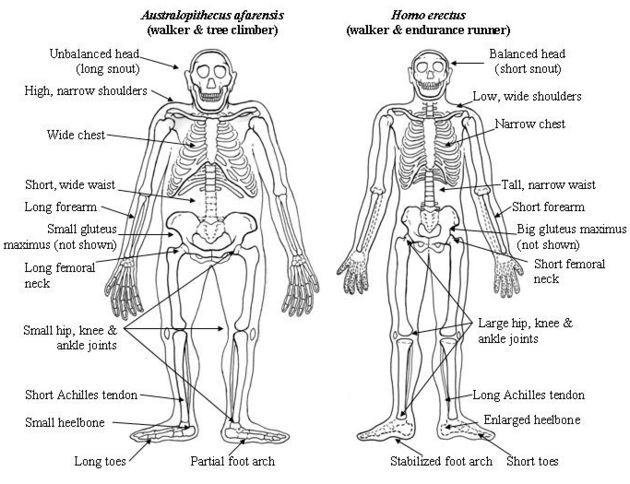 Australopithecus afarensis
(walker & tree climber)
Unbalanced head
(long snout)
High, narrow shoulders
Wide chest
Short, wide waist
Long forearm
Small gluteus
maximus (not shown)
Long femoral
neck
Small hip, knee &
ankle joints
Short Achilles tendon
Small heelbone
Long toes
Partial foot arch
Homo erectus
(walker & endurance runner)
Balanced head
(short snout)
Low, wide shoulders
Narrow chest
Tall, narrow waist
Short forearm
Big gluteus maximus
(not shown)
Short femoral
neck
Large hip, knee &
ankle joints
Long Achilles tendon
Enlarged heelbone
Stabilized foot arch
Short toes